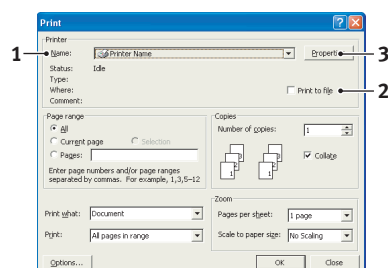 Print
Printer
1 Name: Printer Name Properti 3
Status: Idle
Type:
Where: Print to file 2
Comment:
Page range
All
Current page Selection
Pages:
Enter page numbers and/or page ranges
separated by commas. For example, 1,3,5-12
Copies
Number of copies: 1
Collate
Print what: Document
Print: All pages in range
Zoom
Pages per sheet: 1 page
Scale to paper size: No Scaling
Options... OK Close